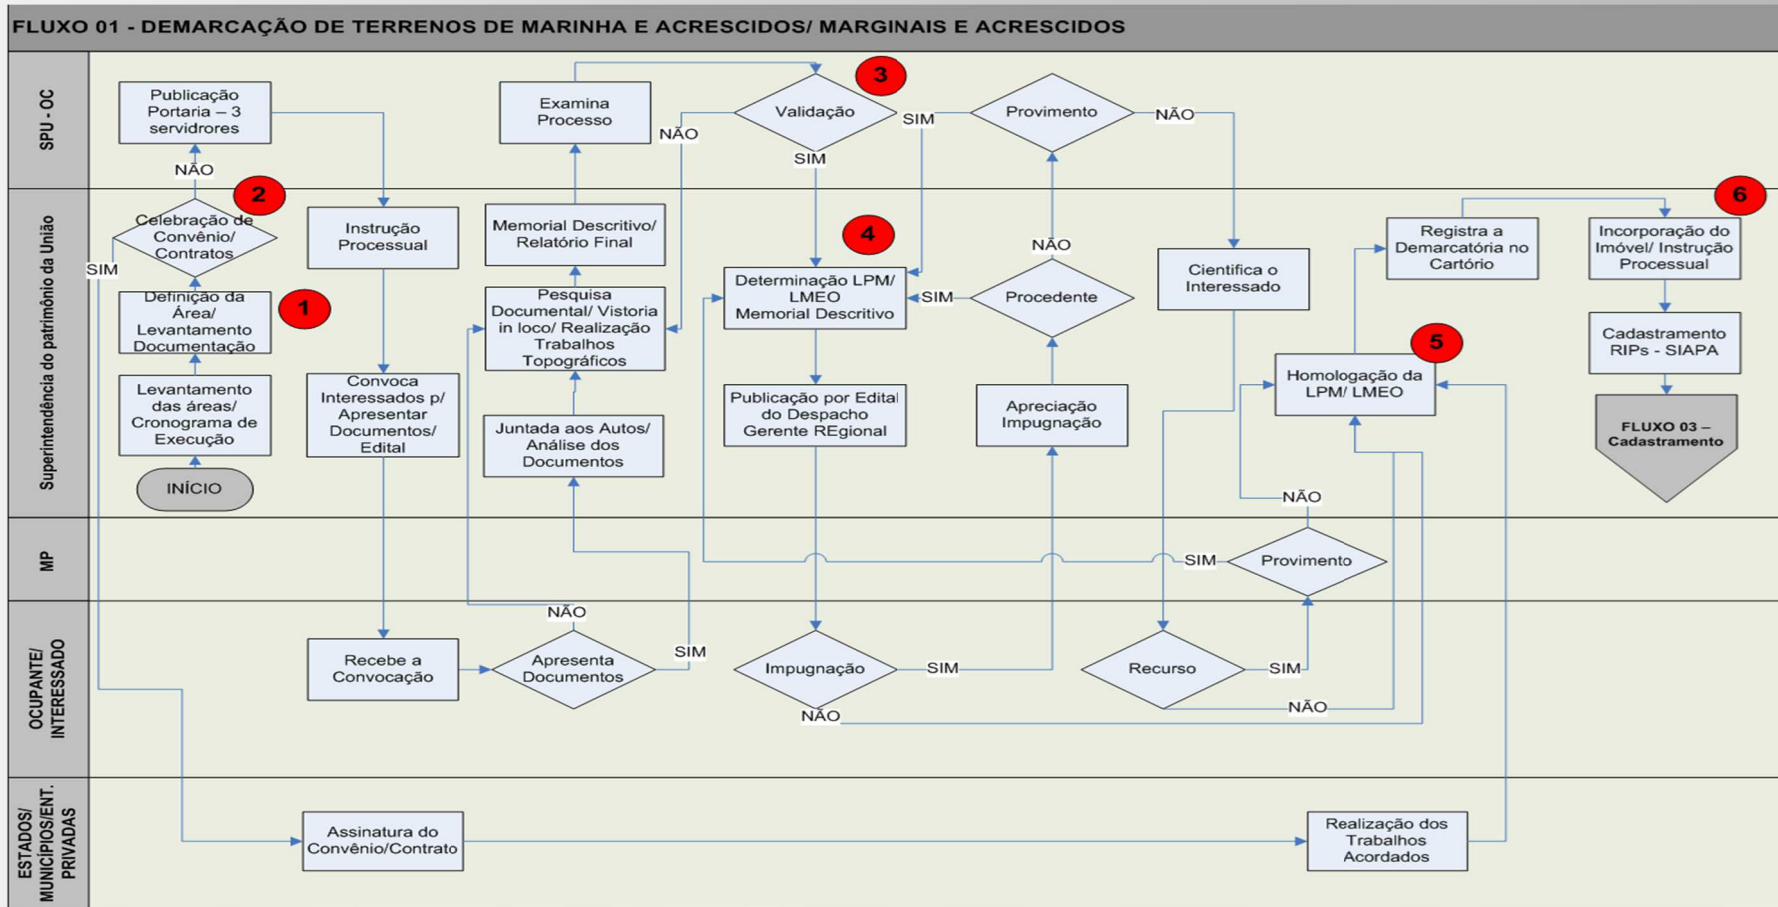 FLUXO 01 - DEMARCAÇÃO DE TERRENOS DE MARINHA E ACRESCIDOS/ MARGINAIS E ACRESCIDOS
SPU - OC
Publicação
Portaria – 3
servidrores
NÃO
Examina
Processo
Validação
3
NÃO
SIM
SIM
Provimento
NÃO
Superintendência do patrimônio da União
2
Celebração de
Convênio/
Contratos
SIM
Definição da
Área/
Levantamento
Documentação
1
Levantamento
das áreas/
Cronograma de
Execução
INÍCIO
Instrução
Processual
Convoca
Interessados p/
Apresentar
Documentos/
Edital
Memorial Descritivo/
Relatório Final
Pesquisa
Documental/ Vistoria
in loco/ Realização
Trabalhos
Topográficos
Juntada aos Autos/
Análise dos
Documentos
4
Determinação LPM/
LMEO
Memorial Descritivo
SIM
Publicação por Edital
do Despacho
Gerente REgional
NÃO
Procedente
Apreciação
Impugnação
Cientifica o
Interessado
5
Homologação da
LPM/ LMEO
NÃO
Registra a
Demarcatória no
Cartório
6
Incorporação do
Imóvel/ Instrução
Processual
Cadastramento
RIPs - SIAPA
FLUXO 03 –
Cadastramento
MP
SIM
Provimento
OCUPANTE/
INTERESSADO
Recebe a
Convocação
NÃO
Apresenta
Documentos
SIM
Impugnação
SIM
NÃO
Recurso
SIM
NÃO
ESTADOS/
MUNICÍPIOS/ENT.
PRIVADAS
Assinatura do
Convênio/Contrato
Realização dos
Trabalhos
Acordados